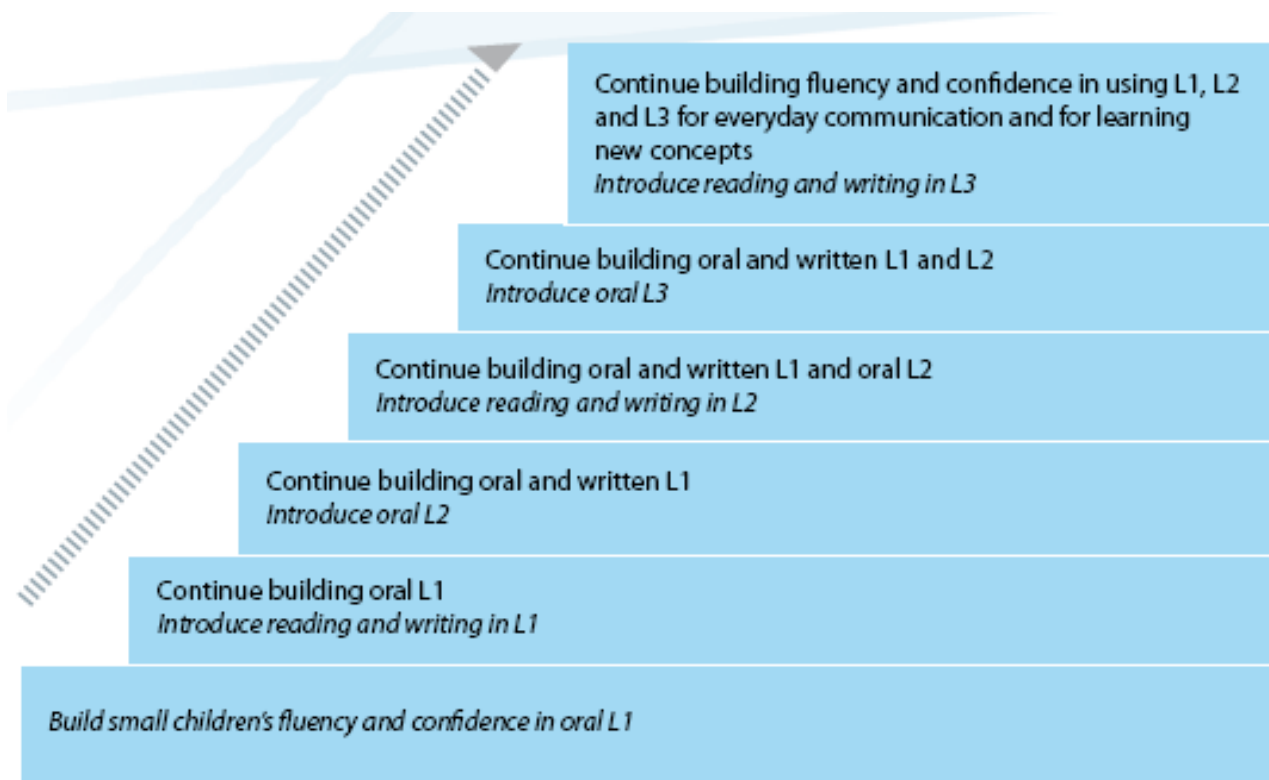 Continue building fluency and confidence in using L1, L2
and L3 for everyday communication and for learning
new concepts
Introduce reading and writing in L3
Continue building oral and written L1 and L2
Introduce oral L3
Continue building oral and written L1 and oral L2
Introduce reading and writing in L2
Continue building oral and written L1
Introduce oral L2
Continue building oral L1
Introduce reading and writing in L1
Build small children's fluency and confidence in oral L1